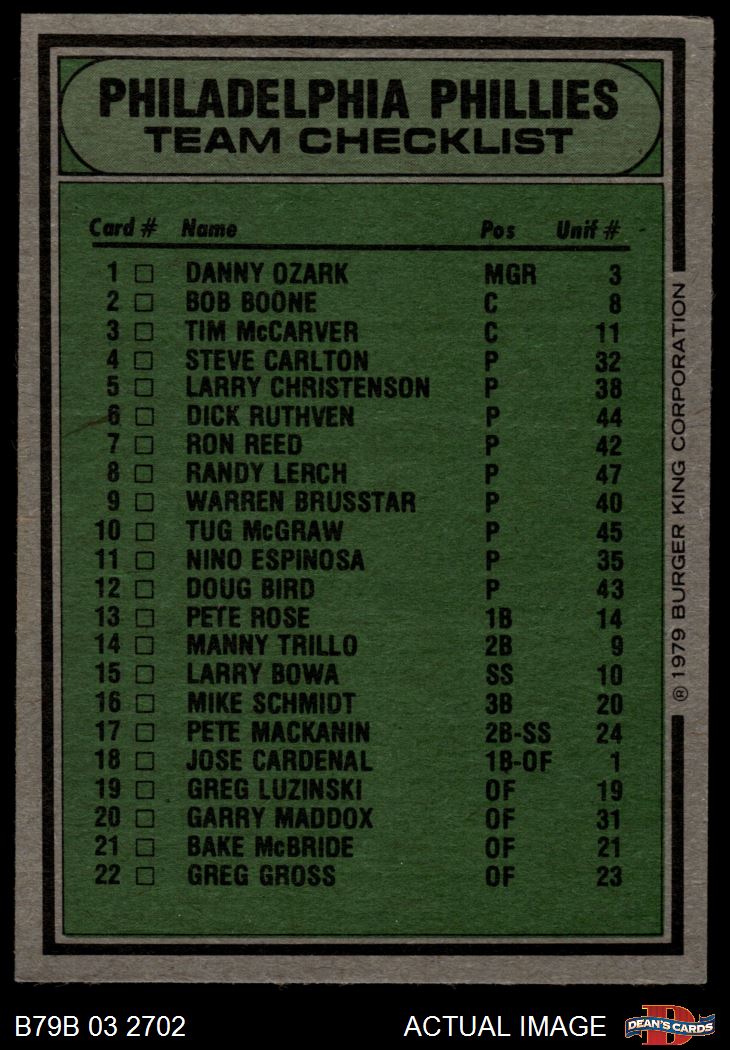 PHILADELPHIA PHILLIES
TEAM CHECKLIST
Card # Name Pos Unif #
1 DANNY OZARK MGR 3
2 BOB BOONE C 8
3 TIM McCARVER C 11
4 STEVE CARLTON P 32
5 LARRY CHRISTENSON P 38
6 DICK RUTHVEN P 44
7 RON REED P 42
8 RANDY LERCH P 47
9 WARREN BRUSSTAR P 40
10 TUG McGRAW P 45
11 NINO ESPINOSA P 35
12 DOUG BIRD P 43
13 PETE ROSE 1B 14
14 MANNY TRILLO 2B 9
15 LARRY BOWA SS 10
16 MIKE SCHMIDT 3B 20
17 PETE MACKANIN 2B-SS 24
18 JOSE CARDENAL 1B-OF 1
19 GREG LUZINSKI OF 19
20 GARRY MADDOX OF 31
21 BAKE McBRIDE OF 21
22 GREG GROSS OF 23
® 1979 BURGER KING CORPORATION
B79B 03 2702 ACTUAL IMAGE
D
DEAN'S CARDS